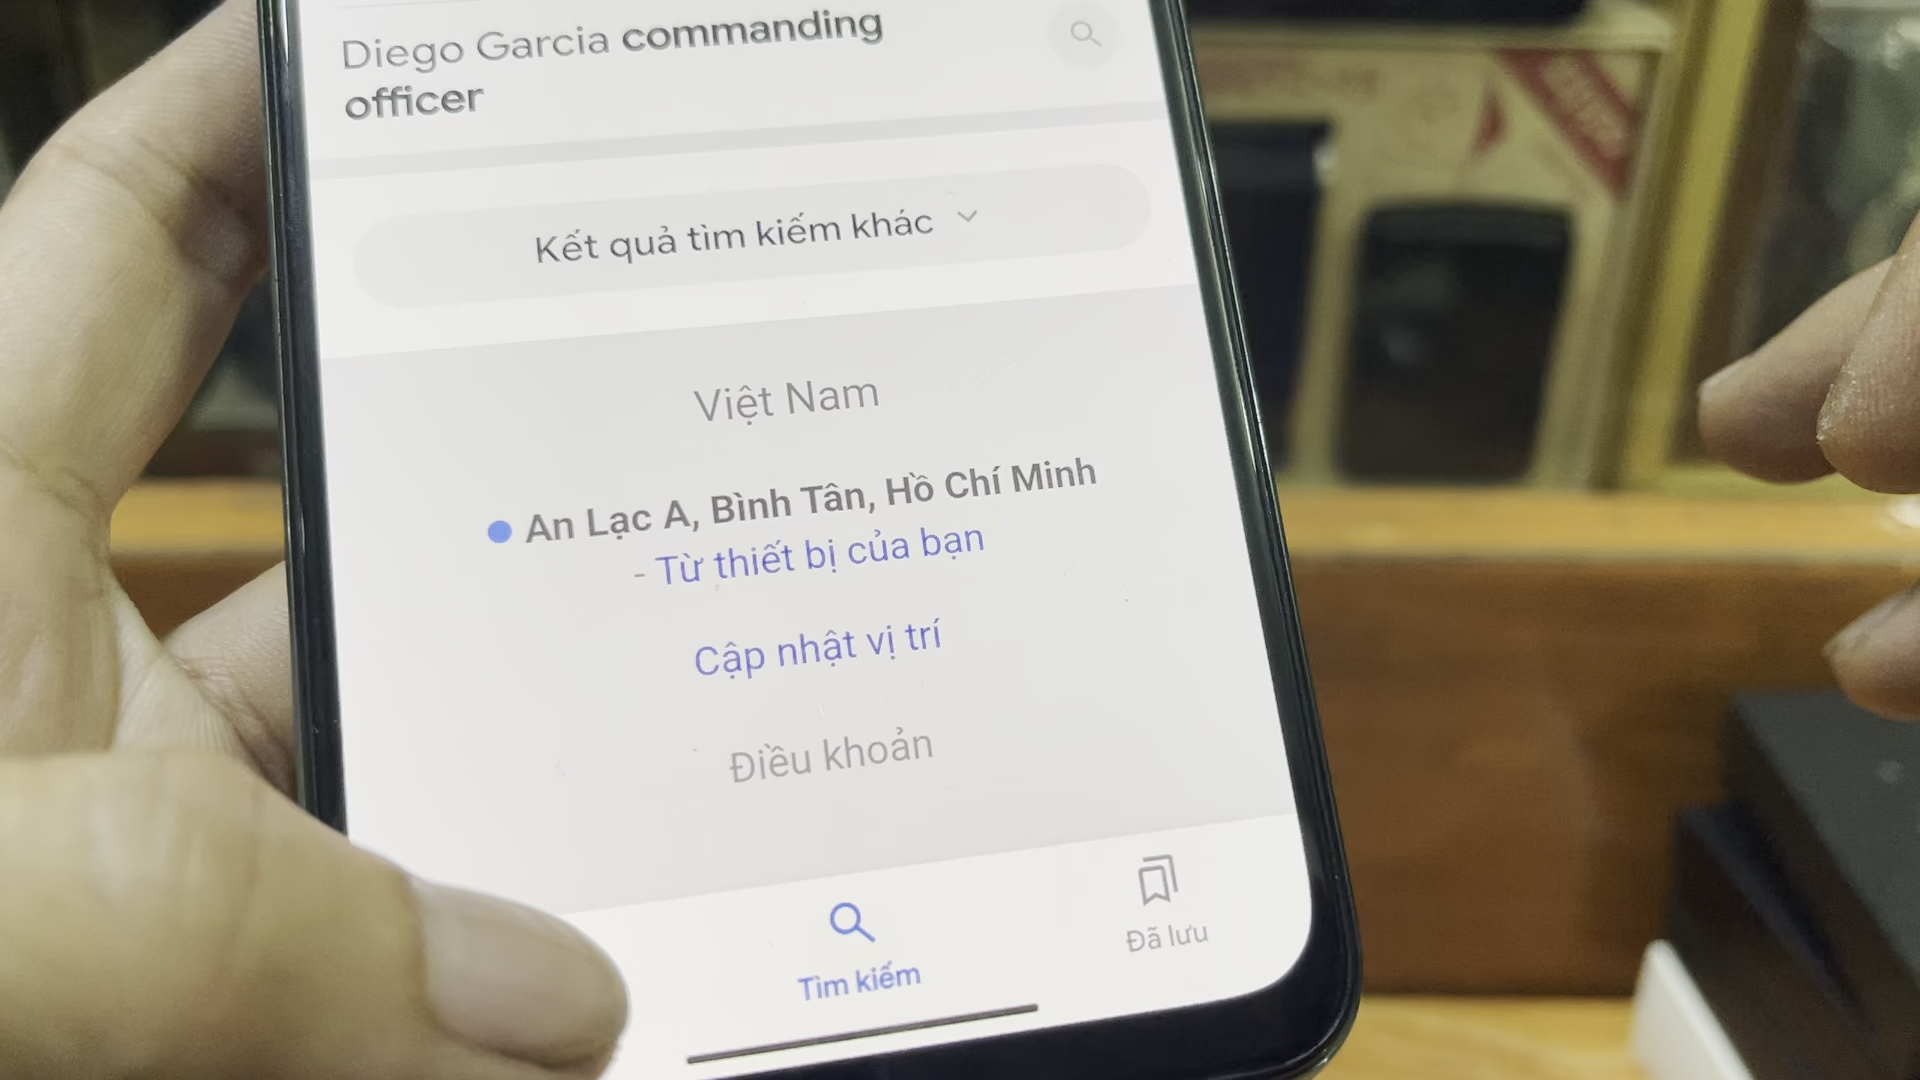 Diego Garcia commanding
officer
Kết quả tìm kiếm khác
Việt Nam
An Lạc A, Bình Tân, Hồ Chí Minh
- Từ thiết bị của bạn
Cập nhật vị trí
Điều khoản
Tìm kiếm
Đã lưu